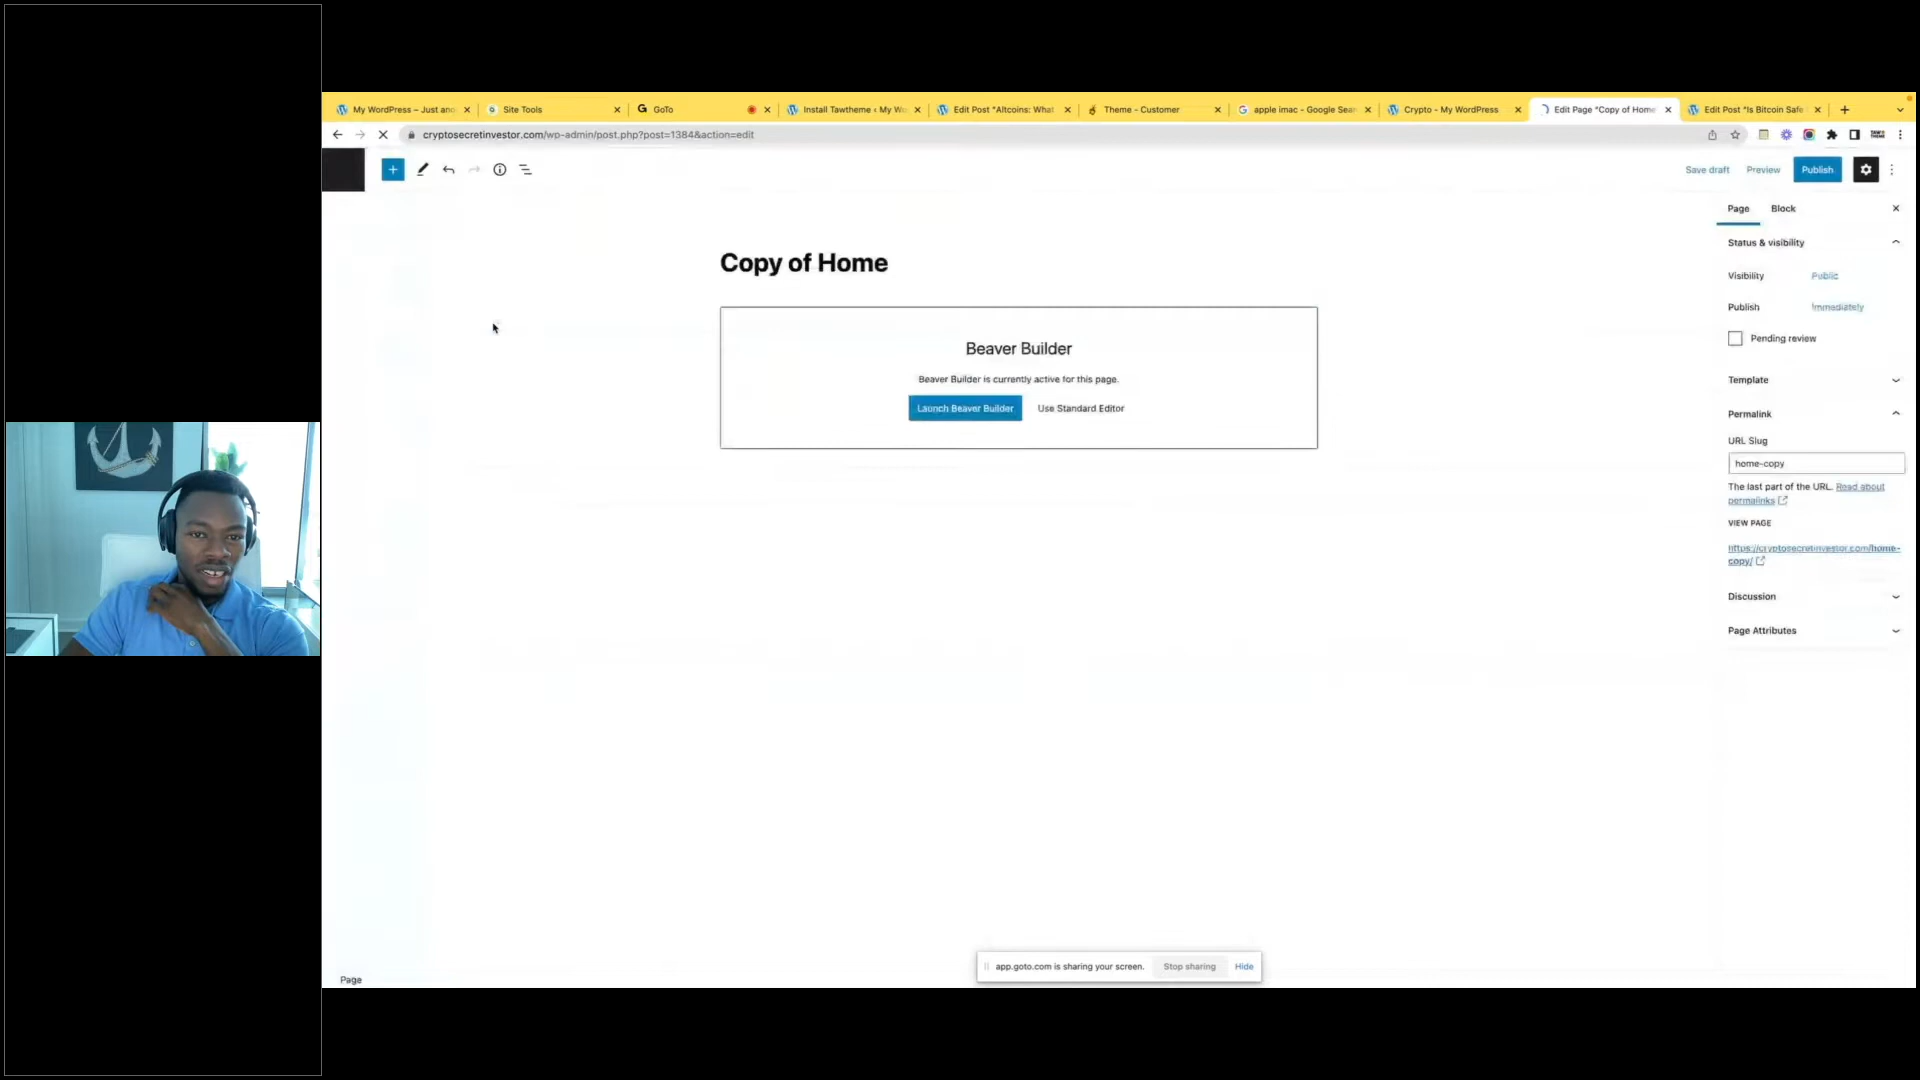 My WordPress – Just ano
Site Tools
GoTo
Install Tawtheme ‹ My Wo
Edit Post "Altcoins: What
Theme - Customer
apple imac - Google Sear
Crypto - My WordPress
Edit Page "Copy of Home
Edit Post "Is Bitcoin Safe
cryptosecretinvestor.com/wp-admin/post.php?post=1384&action=edit
Save draft
Preview
Publish
Page
Block
Copy of Home
Status & visibility
Visibility
Public
Publish
Immediately
Beaver Builder
Pending review
Beaver Builder is currently active for this page.
Template
Launch Beaver Builder
Use Standard Editor
Permalink
URL Slug
home-copy
The last part of the URL. Read about
permalinks
VIEW PAGE
https://cryptosecretinvestor.com/home-
copy/
Discussion
Page Attributes
app.goto.com is sharing your screen.
Stop sharing
Hide
Page